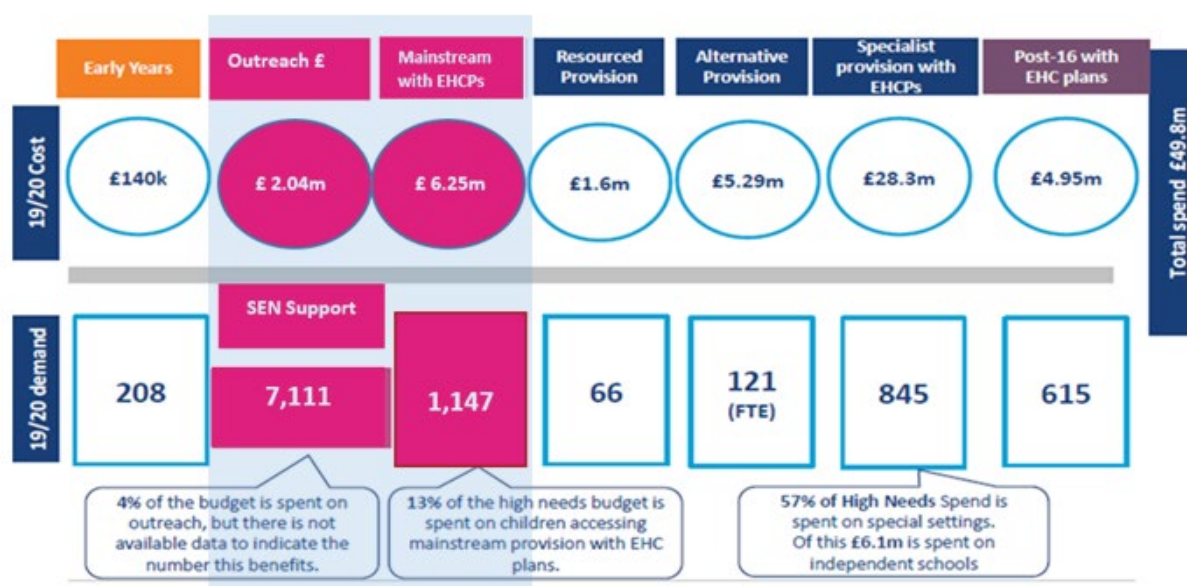 Early Years
Outreach £
Mainstream
with EHCPs
Resourced
Provision
Alternative
Provision
Specialist
provision with
EHCPs
Post-16 with
EHC plans
Total spend £49.8m
19/20 Cost
£140k
£ 2.04m
£ 6.25m
£1.6m
£5.29m
£28.3m
£4.95m
SEN Support
19/20 demand
208
7,111
1,147
66
121
(FTE)
845
615
4% of the budget is spent on
outreach, but there is not
available data to indicate the
number this benefits.
13% of the high needs budget is
spent on children accessing
mainstream provision with EHC
plans.
57% of High Needs Spend is
spent on special settings.
Of this £6.1m is spent on
independent schools